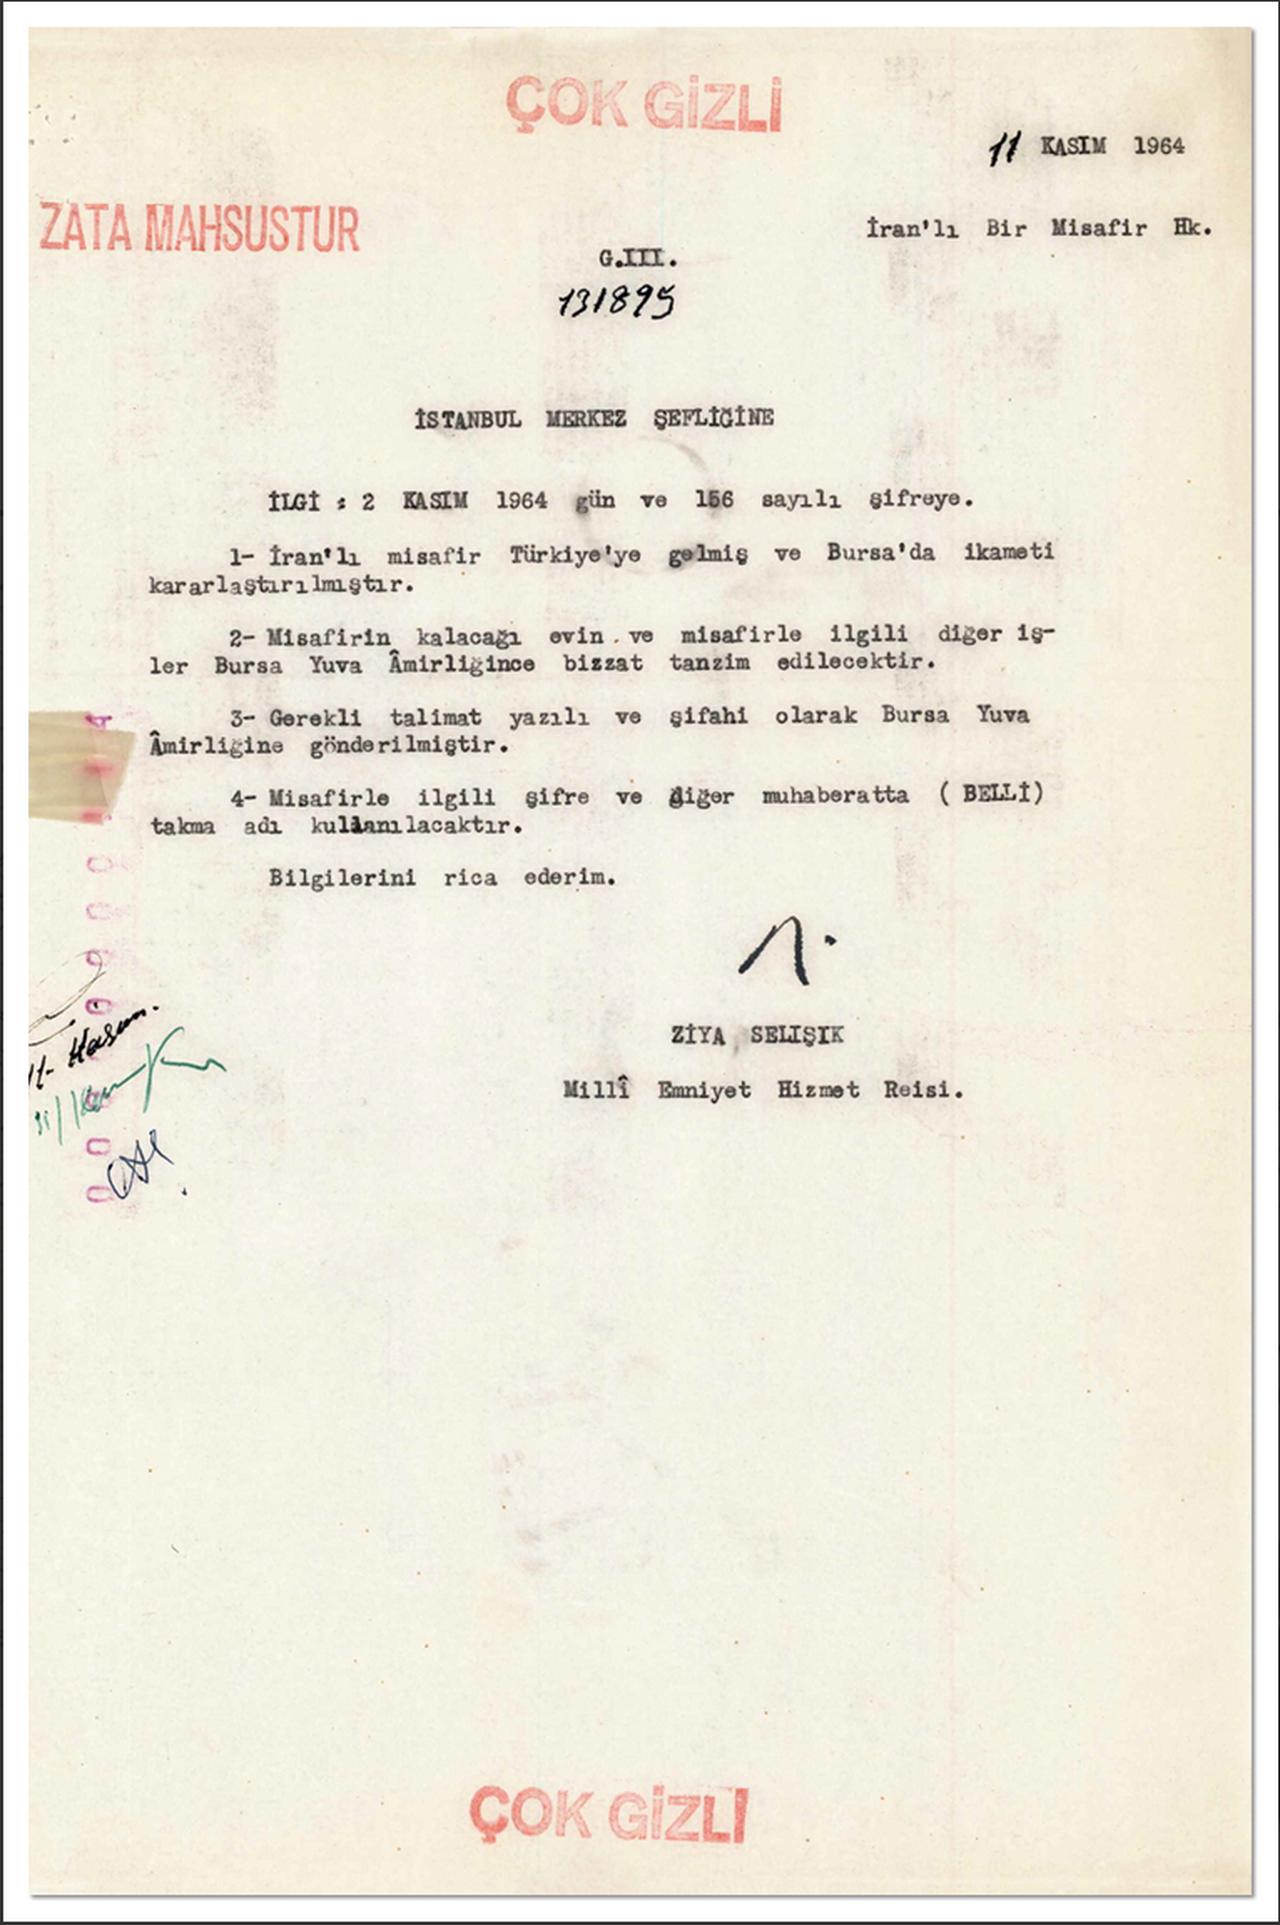 ÇOK GİZLİ
11 KASIM 1964
ZATA MAHSUSTUR
İran'lı Bir Misafir Hk.
G.III.
131895
İSTANBUL MERKEZ ŞEFLİĞİNE
İLGİ : 2 KASIM 1964 gün ve 156 sayılı şifreye.
1- İran'lı misafir Türkiye'ye gelmiş ve Bursa'da ikameti
kararlaştırılmıştır.
2- Misafirin kalacağı evin ve misafirle ilgili diğer iş-
ler Bursa Yuva Âmirliğince bizzat tanzim edilecektir.
3- Gerekli talimat yazılı ve şifahi olarak Bursa Yuva
Âmirliğine gönderilmiştir.
4- Misafirle ilgili şifre ve diğer muhaberatta ( BELLİ)
takma adı kullanılacaktır.
Bilgilerini rica ederim.
ZİYA SELIŞIK
Millî Emniyet Hizmet Reisi.
ÇOK GİZLİ